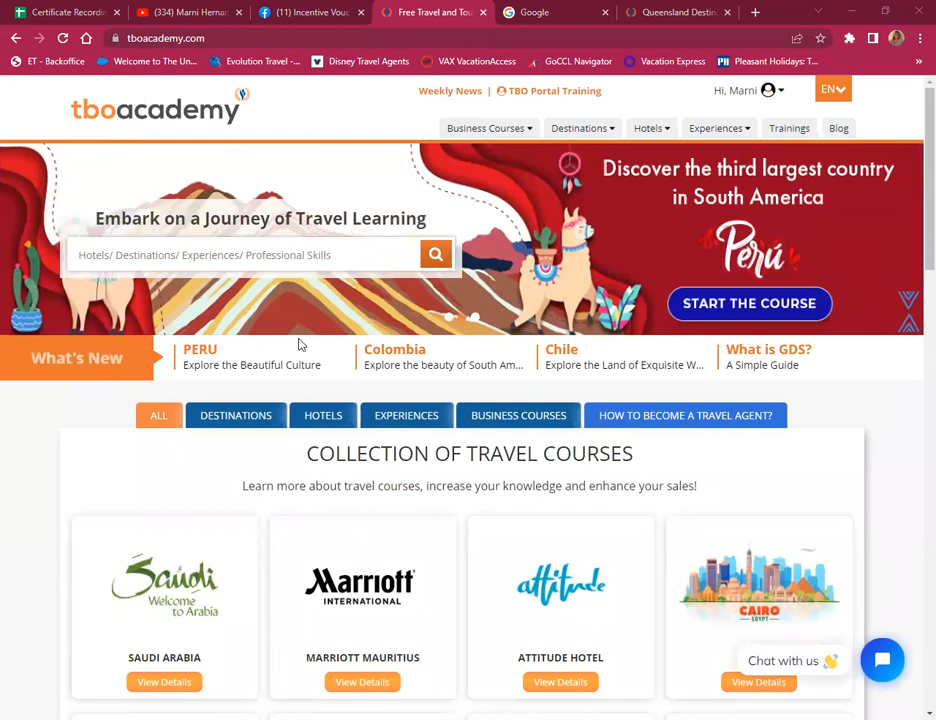 Certificate Recordin
(334) Marni Hernan
(11) Incentive Vouc
Free Travel and Tou
Google
Queensland Destin
tboacademy.com
ET - Backoffice
Welcome to The Un...
Evolution Travel -...
Disney Travel Agents
VAX VacationAccess
GoCCL Navigator
Vacation Express
Pleasant Holidays: T...
»
tboacademy
Weekly News | TBO Portal Training
Hi, Marni
EN
Business Courses
Destinations
Hotels
Experiences
Trainings
Blog
Embark on a Journey of Travel Learning
Hotels/ Destinations/ Experiences/ Professional Skills
Discover the third largest country
in South America
Perú
START THE COURSE
What's New
PERU
Explore the Beautiful Culture
Colombia
Explore the beauty of South Am...
Chile
Explore the Land of Exquisite W...
What is GDS?
A Simple Guide
ALL
DESTINATIONS
HOTELS
EXPERIENCES
BUSINESS COURSES
HOW TO BECOME A TRAVEL AGENT?
COLLECTION OF TRAVEL COURSES
Learn more about travel courses, increase your knowledge and enhance your sales!
Saudi
Welcome
to Arabia
SAUDI ARABIA
View Details
Marriott
INTERNATIONAL
MARRIOTT MAURITIUS
View Details
attitude
ATTITUDE HOTEL
View Details
CAIRO
EGYPT
View Details
Chat with us 👋